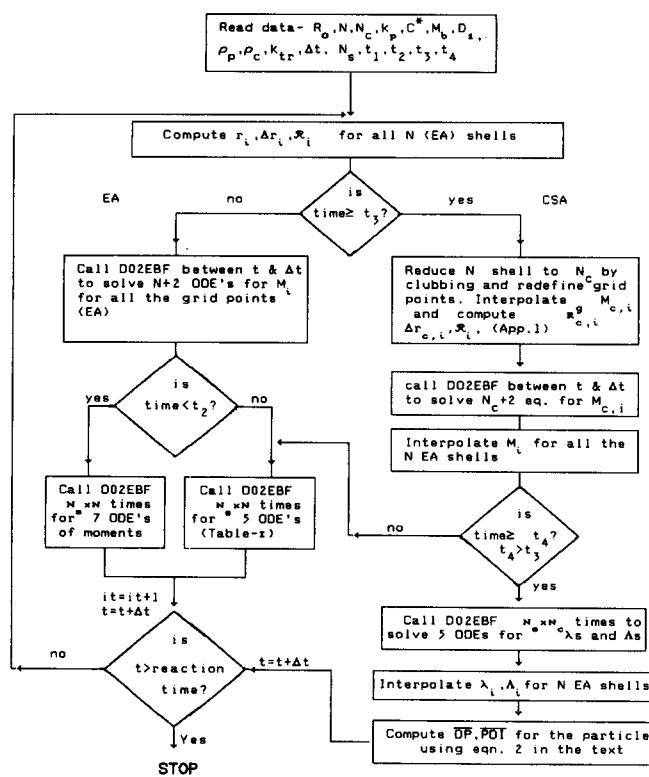 Read data- R_o,N,N_c,k_p,C*,M_b,D_i,
ρ_p,ρ_c,k_tr,Δt, N_s,t_1,t_2,t_3,t_4
Compute r_i,Δr_i,ℛ_i for all N (EA) shells
EA
no
is
time≥ t_3?
yes
CSA
Call D02EBF between t & Δt
to solve N+2 ODE's for M_i
for all the grid points
(EA)
Reduce N shell to N_c by
clubbing and redefine grid
points. Interpolate M_c,i
and compute R^g_c,i
Δr_c,i,ℛ_i, (App.1)
yes
is
time<t_2?
no
call D02EBF between t & Δt
to solve N_c+2 eq. for M_c,i
Interpolate M_i for all the
N EA shells
Call D02EBF
N_s×N times
for 7 ODE's
of moments
Call D02EBF
N_s×N times
for 5 ODE's
(Table-I)
no
is
time≥ t_4?
t_4>t_3
yes
it=it+1
t=t+Δt
Call D02EBF N_s×N_c times to
solve 5 ODEs for λs and Λs
no
is
t>reaction
time?
t=t+Δt
Interpolate λ_i,Λ_i for N EA shells
Compute D̅P̅,P̅D̅I̅ for the particle
using eqn. 2 in the text
Yes
STOP